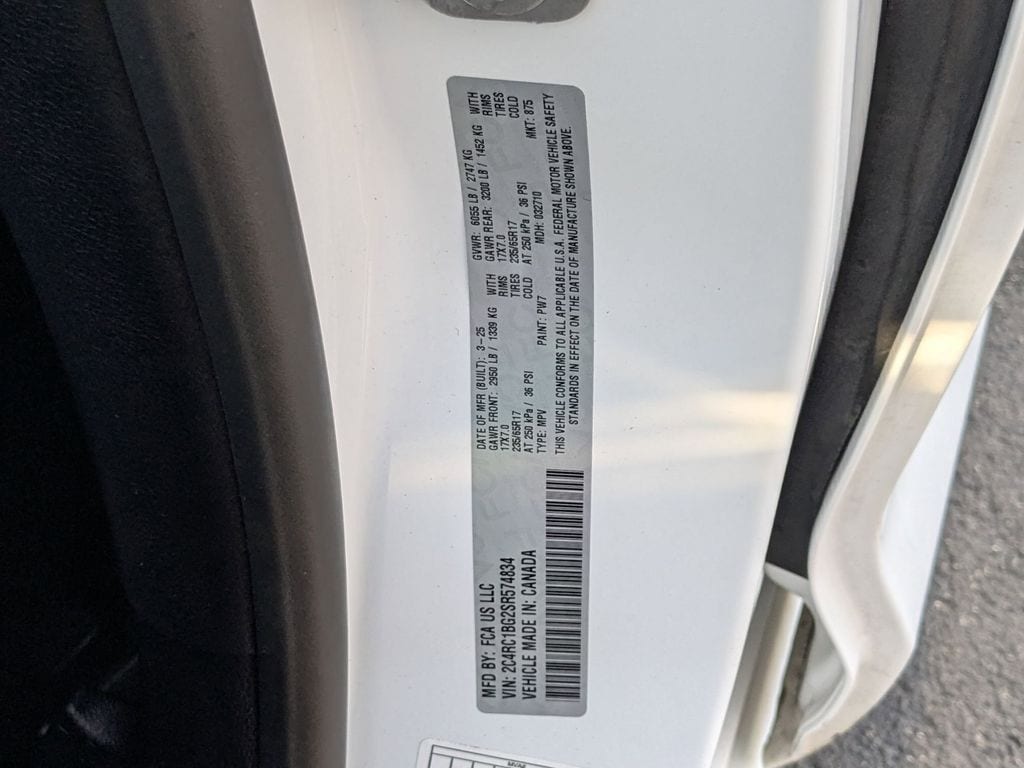 MFD BY: FCA US LLC
VIN: 2C4RC1BG2SR574834
VEHICLE MADE IN: CANADA
DATE OF MFR (BUILT): 3-25 GVWR: 6055 LB / 2747 KG
GAWR FRONT: 2950 LB / 1339 KG WITH GAWR REAR: 3200 LB / 1452 KG WITH
17X7.0 RIMS 17X7.0 RIMS
235/65R17 TIRES 235/65R17 TIRES
AT 250 kPa / 36 PSI COLD AT 250 kPa / 36 PSI COLD
TYPE: MPV PAINT: PW7 MDH: 032710 MKT: 875
THIS VEHICLE CONFORMS TO ALL APPLICABLE U.S.A. FEDERAL MOTOR VEHICLE SAFETY
STANDARDS IN EFFECT ON THE DATE OF MANUFACTURE SHOWN ABOVE.